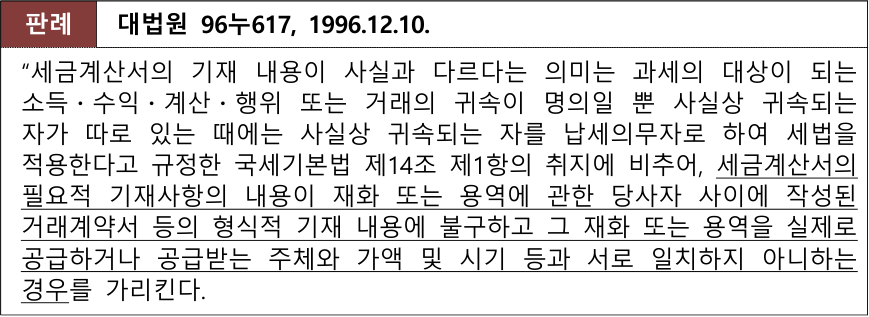 판례 대법원 96누617, 1996.12.10.
“세금계산서의 기재 내용이 사실과 다르다는 의미는 과세의 대상이 되는
소득·수익·계산·행위 또는 거래의 귀속이 명의일 뿐 사실상 귀속되는
자가 따로 있는 때에는 사실상 귀속되는 자를 납세의무자로 하여 세법을
적용한다고 규정한 국세기본법 제14조 제1항의 취지에 비추어, 세금계산서의
필요적 기재사항의 내용이 재화 또는 용역에 관한 당사자 사이에 작성된
거래계약서 등의 형식적 기재 내용에 불구하고 그 재화 또는 용역을 실제로
공급하거나 공급받는 주체와 가액 및 시기 등과 서로 일치하지 아니하는
경우를 가리킨다.